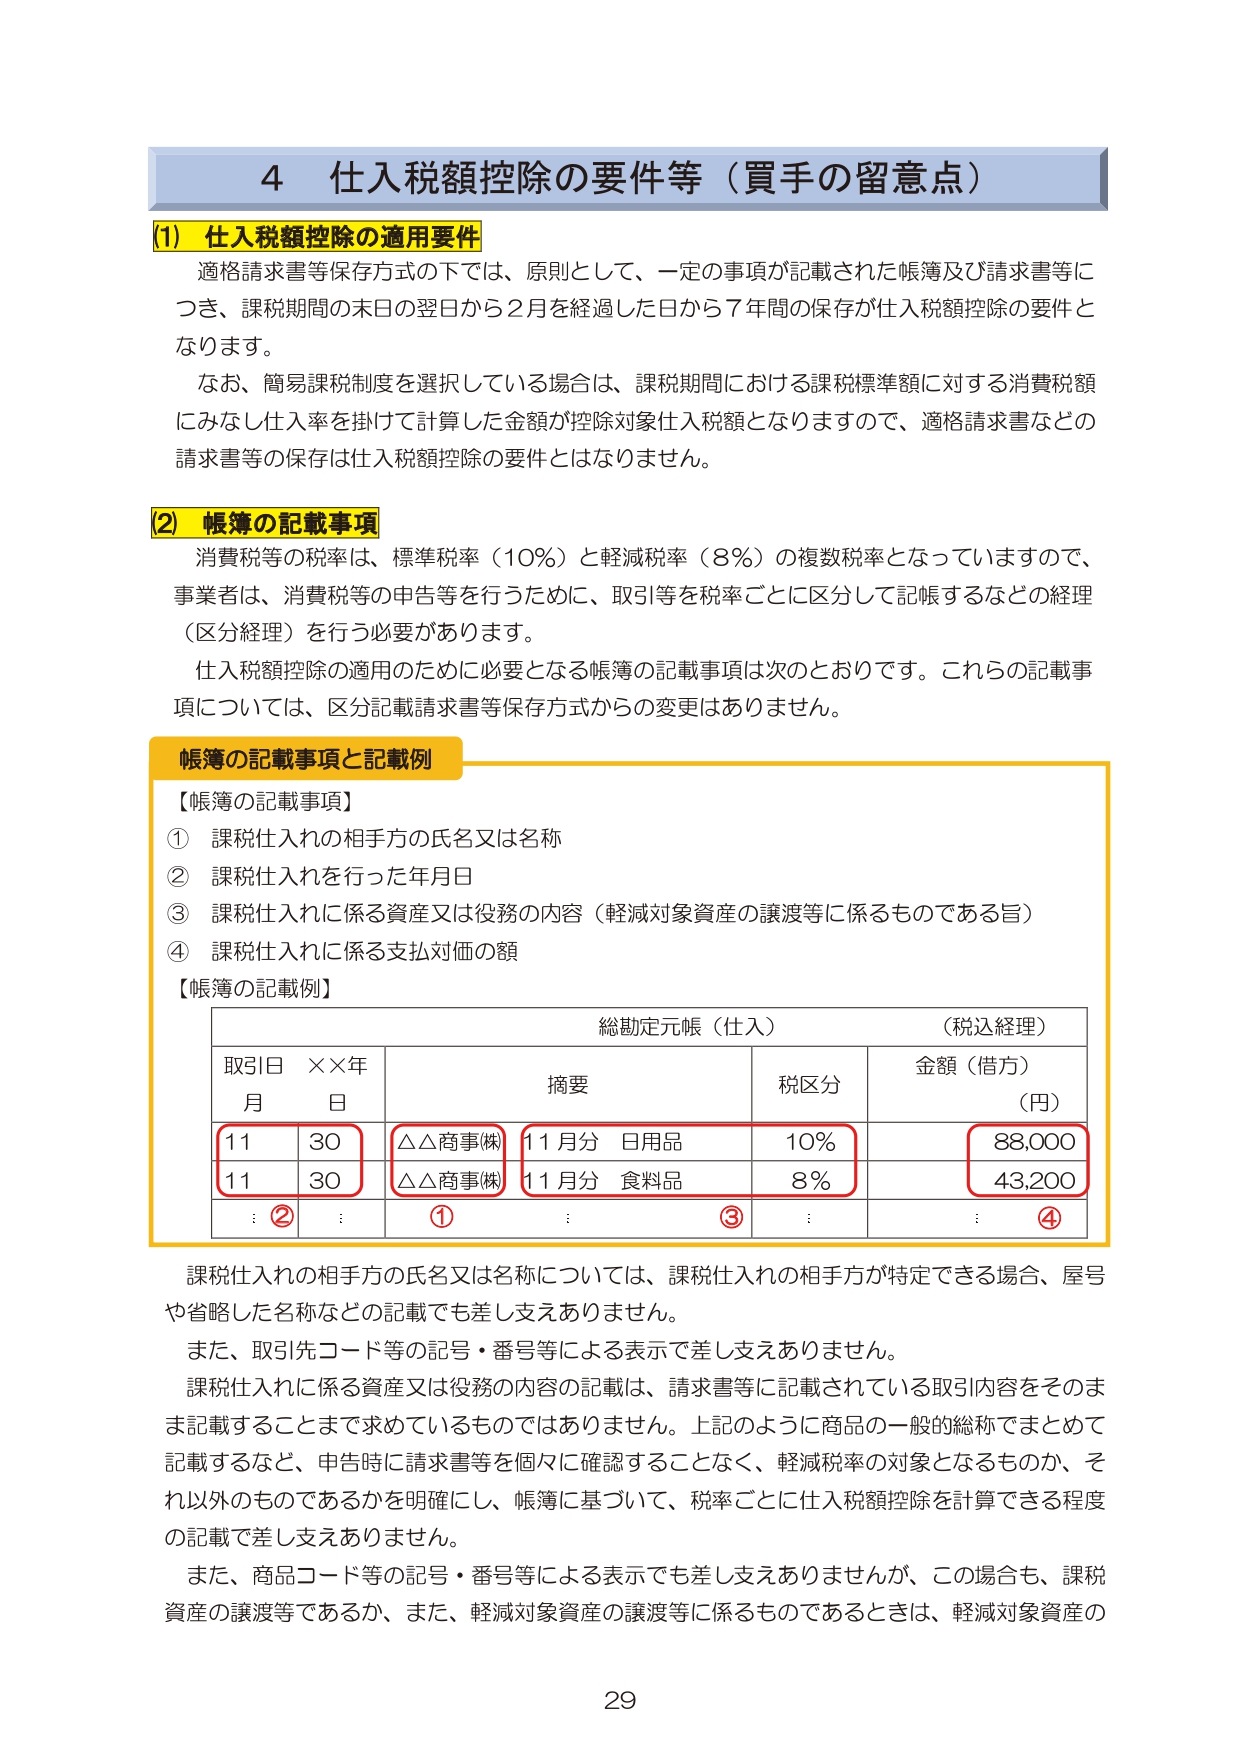 4　仕入税額控除の要件等（買手の留意点）
(1)　仕入税額控除の適用要件
適格請求書等保存方式の下では、原則として、一定の事項が記載された帳簿及び請求書等に
つき、課税期間の末日の翌日から２月を経過した日から７年間の保存が仕入税額控除の要件と
なります。
なお、簡易課税制度を選択している場合は、課税期間における課税標準額に対する消費税額
にみなし仕入率を掛けて計算した金額が控除対象仕入税額となりますので、適格請求書などの
請求書等の保存は仕入税額控除の要件とはなりません。
(2)　帳簿の記載事項
消費税等の税率は、標準税率（10％）と軽減税率（８％）の複数税率となっていますので、
事業者は、消費税等の申告等を行うために、取引等を税率ごとに区分して記帳するなどの経理
（区分経理）を行う必要があります。
仕入税額控除の適用のために必要となる帳簿の記載事項は次のとおりです。これらの記載事
項については、区分記載請求書等保存方式からの変更はありません。
帳簿の記載事項と記載例
【帳簿の記載事項】
①　課税仕入れの相手方の氏名又は名称
②　課税仕入れを行った年月日
③　課税仕入れに係る資産又は役務の内容（軽減対象資産の譲渡等に係るものである旨）
④　課税仕入れに係る支払対価の額
【帳簿の記載例】
総勘定元帳（仕入）　（税込経理）
取引日　××年　摘要　税区分　金額（借方）
月　日　（円）
11　30　△△商事㈱　11月分　日用品　10％　88,000
11　30　△△商事㈱　11月分　食料品　8％　43,200
：　②　：　①　：　③　：　：　④
課税仕入れの相手方の氏名又は名称については、課税仕入れの相手方が特定できる場合、屋号
や省略した名称などの記載でも差し支えありません。
また、取引先コード等の記号・番号等による表示で差し支えありません。
課税仕入れに係る資産又は役務の内容の記載は、請求書等に記載されている取引内容をそのま
ま記載することまで求めているものではありません。上記のように商品の一般的総称でまとめて
記載するなど、申告時に請求書等を個々に確認することなく、軽減税率の対象となるものか、そ
れ以外のものであるかを明確にし、帳簿に基づいて、税率ごとに仕入税額控除を計算できる程度
の記載で差し支えありません。
また、商品コード等の記号・番号等による表示でも差し支えありませんが、この場合も、課税
資産の譲渡等であるか、また、軽減対象資産の譲渡等に係るものであるときは、軽減対象資産の
29